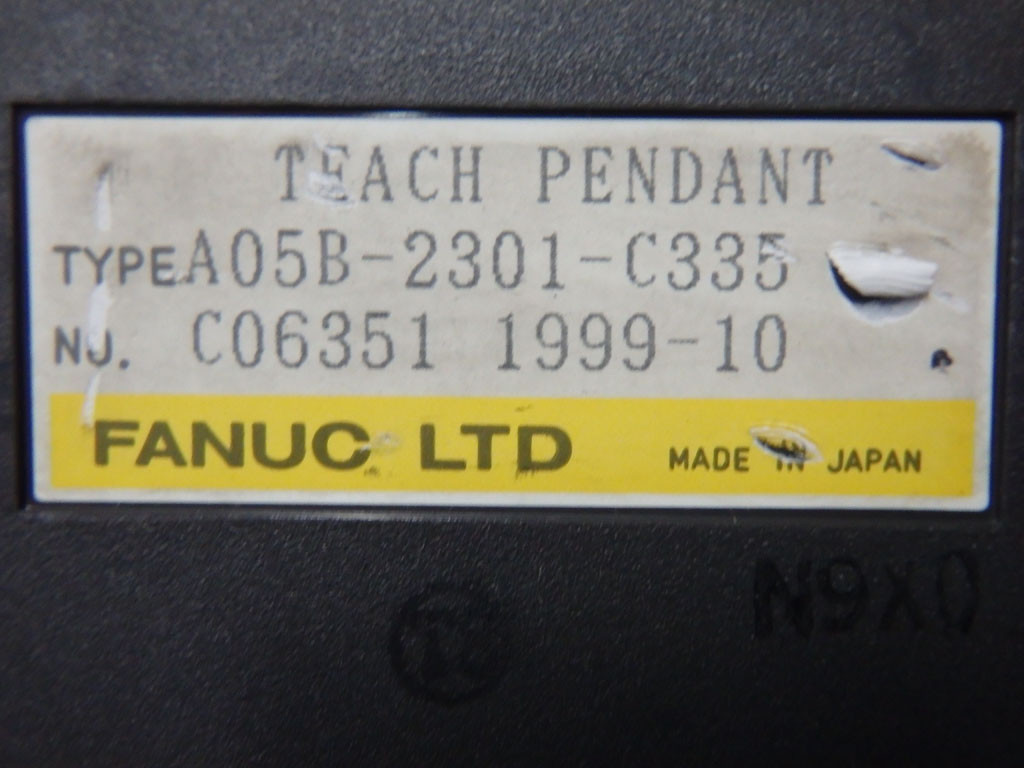 TEACH PENDANT
TYPE A05B-2301-C335
NO. C06351 1999-10
FANUC LTD MADE IN JAPAN
N9X0